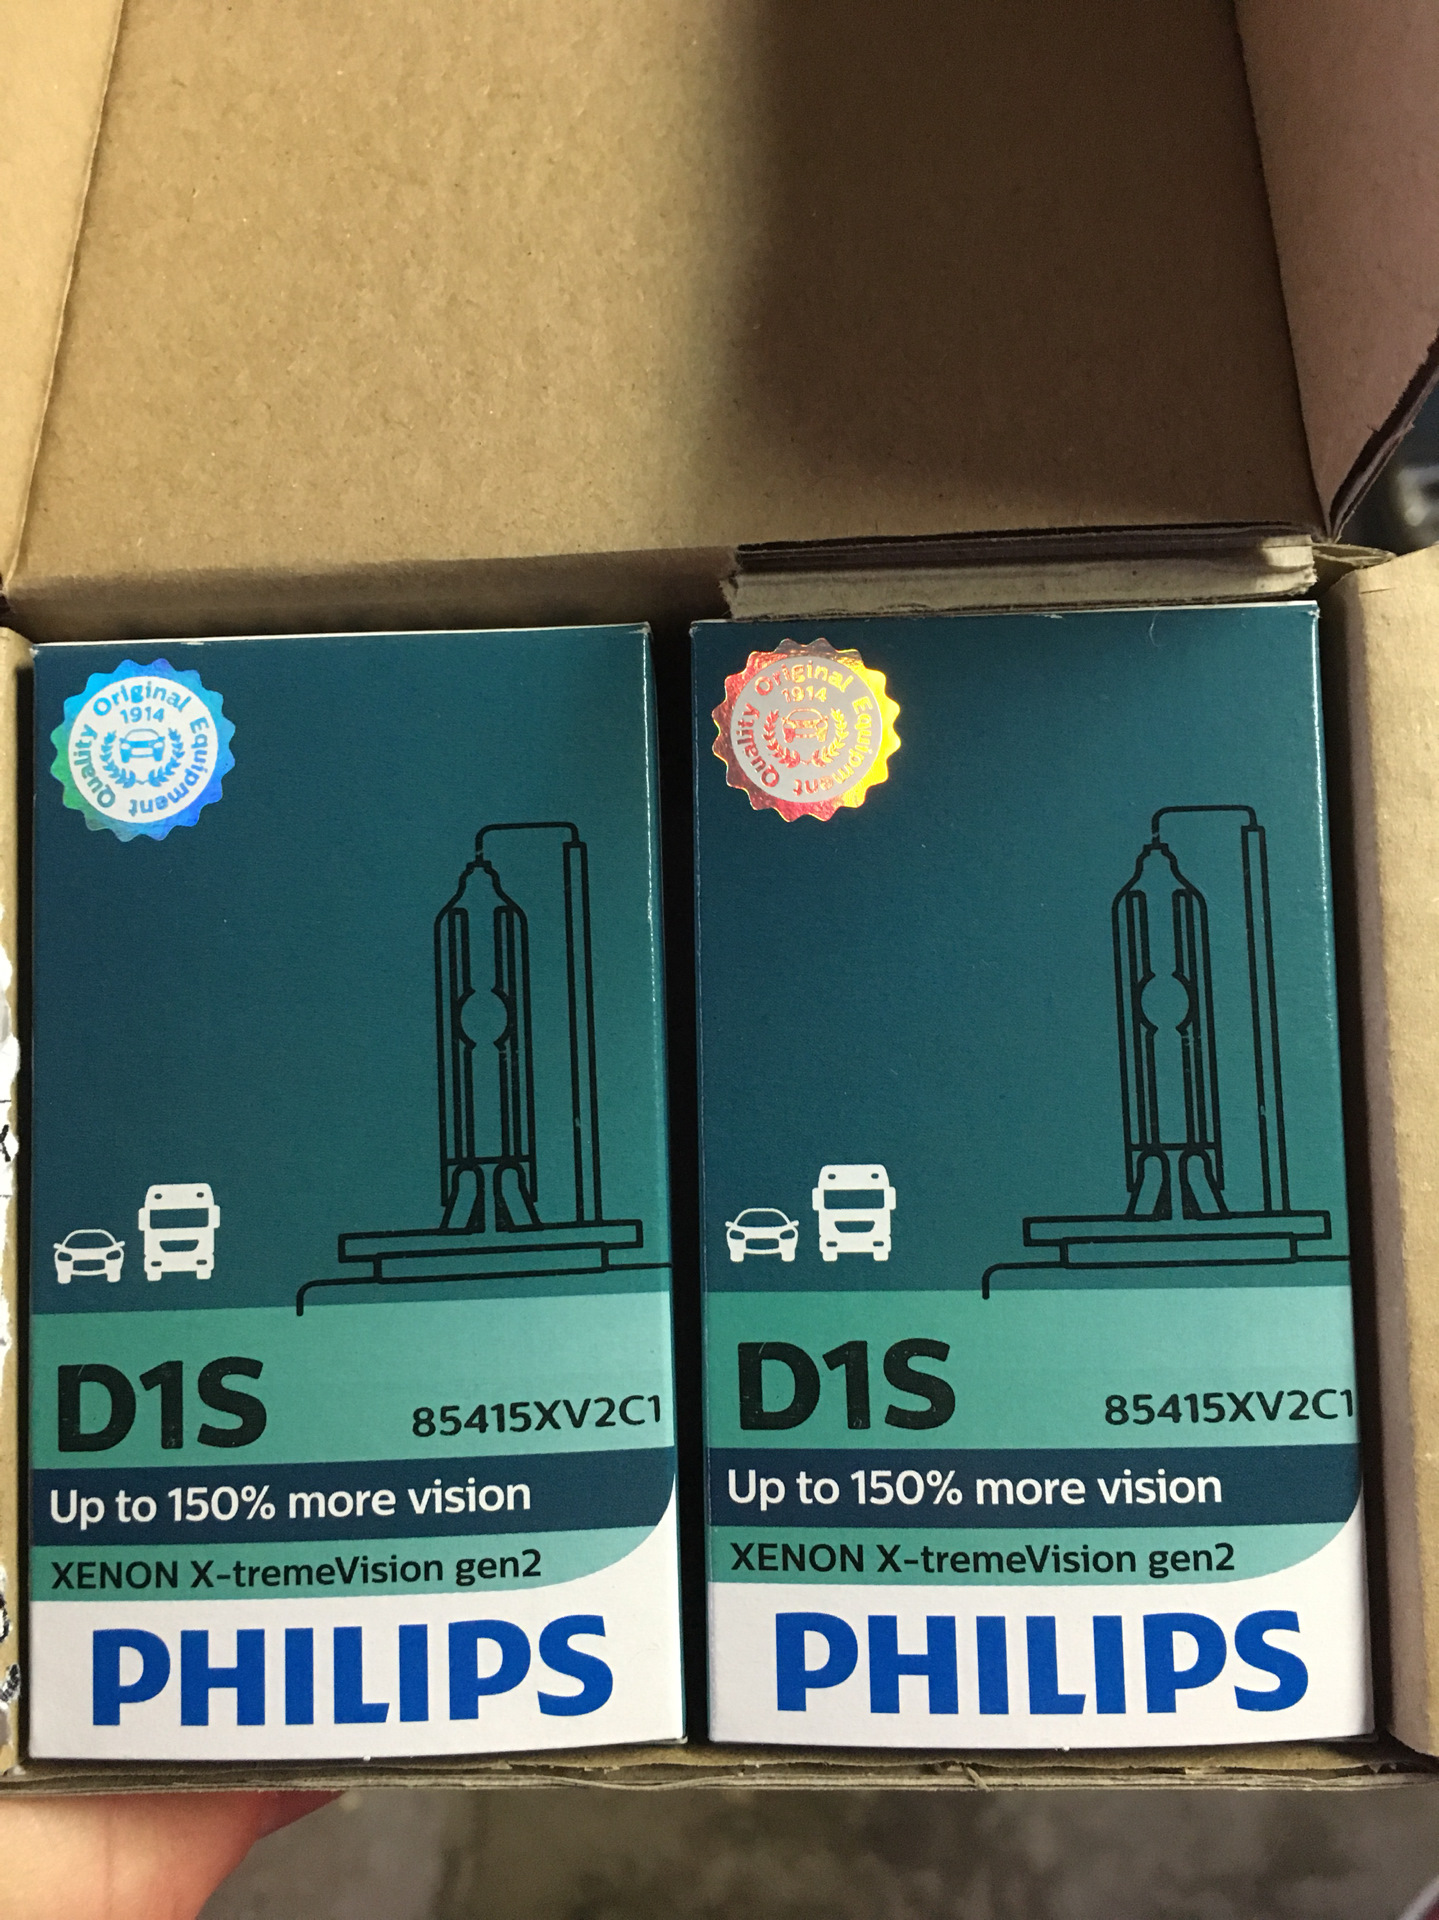 Original Equipment Quality
1914
D1S
85415XV2C1
Up to 150% more vision
XENON X-tremeVision gen2
PHILIPS
Original Equipment Quality
1914
D1S
85415XV2C1
Up to 150% more vision
XENON X-tremeVision gen2
PHILIPS